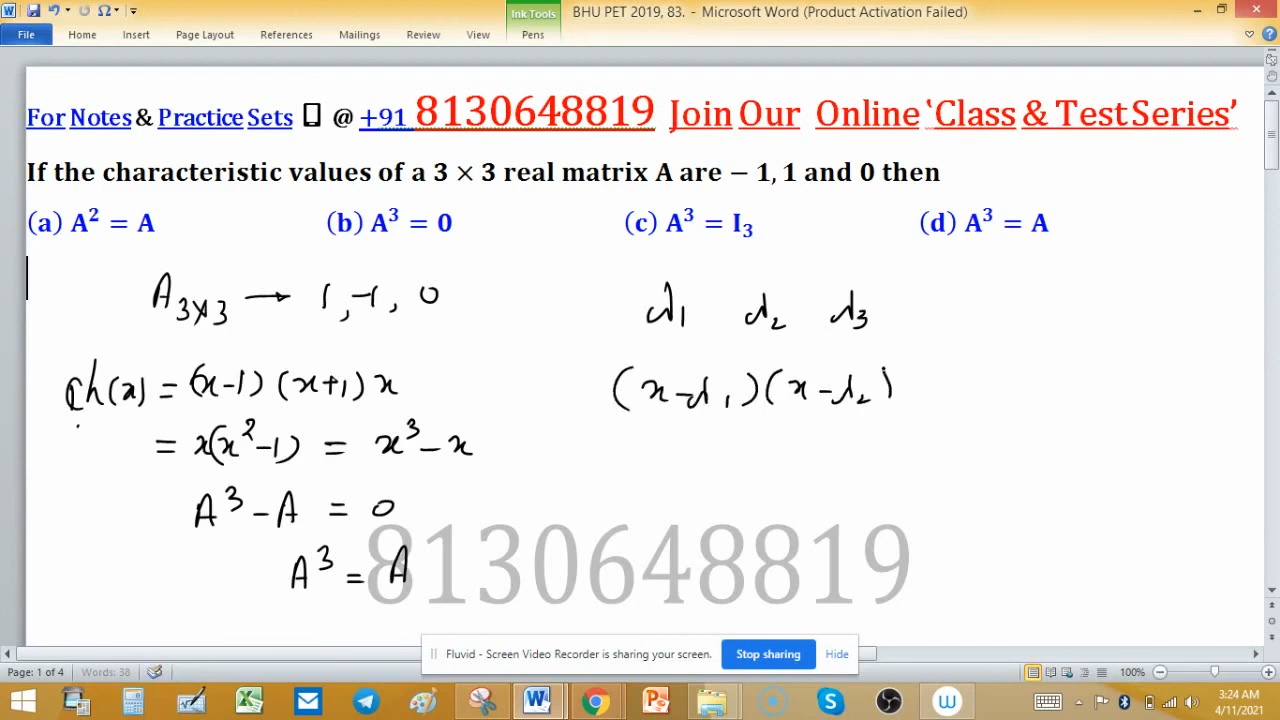 BHU PET 2019, 83. - Microsoft Word (Product Activation Failed)
Ink Tools
File Home Insert Page Layout References Mailings Review View Pens
For Notes & Practice Sets @ +91 8130648819 Join Our Online 'Class & Test Series'
If the characteristic values of a 3 × 3 real matrix A are − 1, 1 and 0 then
(a) A² = A (b) A³ = 0 (c) A³ = I₃ (d) A³ = A
A₃ₓ₃ → 1, -1, 0
λ₁ λ₂ λ₃
ch(x) = (x-1) (x+1) x
(x-λ₁)(x-λ₂)
= x(x²-1) = x³-x
A³ - A = 0
A³ = A
8130648819
Fluvid - Screen Video Recorder is sharing your screen. Stop sharing Hide
Page: 1 of 4 Words: 38 100%
3:24 AM
4/11/2021